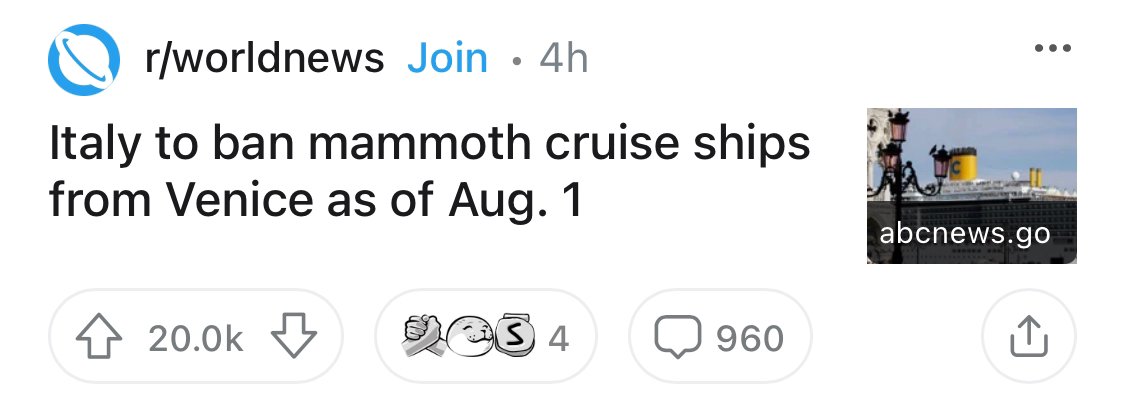 r/worldnews Join • 4h
Italy to ban mammoth cruise ships
from Venice as of Aug. 1
C
abcnews.go
20.0k
S 4
960